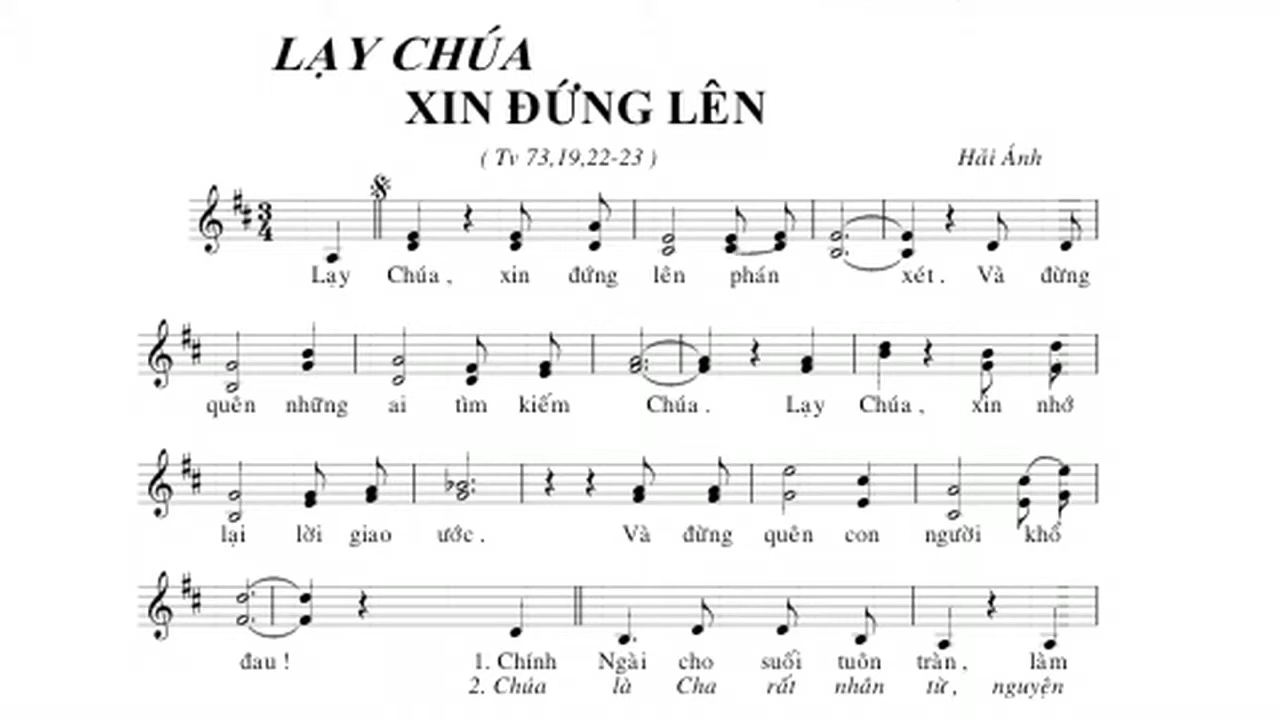 LẠY CHÚA
XIN ĐỨNG LÊN
( Tv 73,19,22-23 )
Hải Ánh
3
4
Lạy Chúa , xin đứng lên phán xét . Và đừng
quên những ai tìm kiếm Chúa . Lạy Chúa , xin nhớ
lại lời giao ước . Và đừng quên con người khổ
đau ! 1. Chính Ngài cho suối tuôn tràn , làm
2. Chúa là Cha rất nhân từ , nguyện